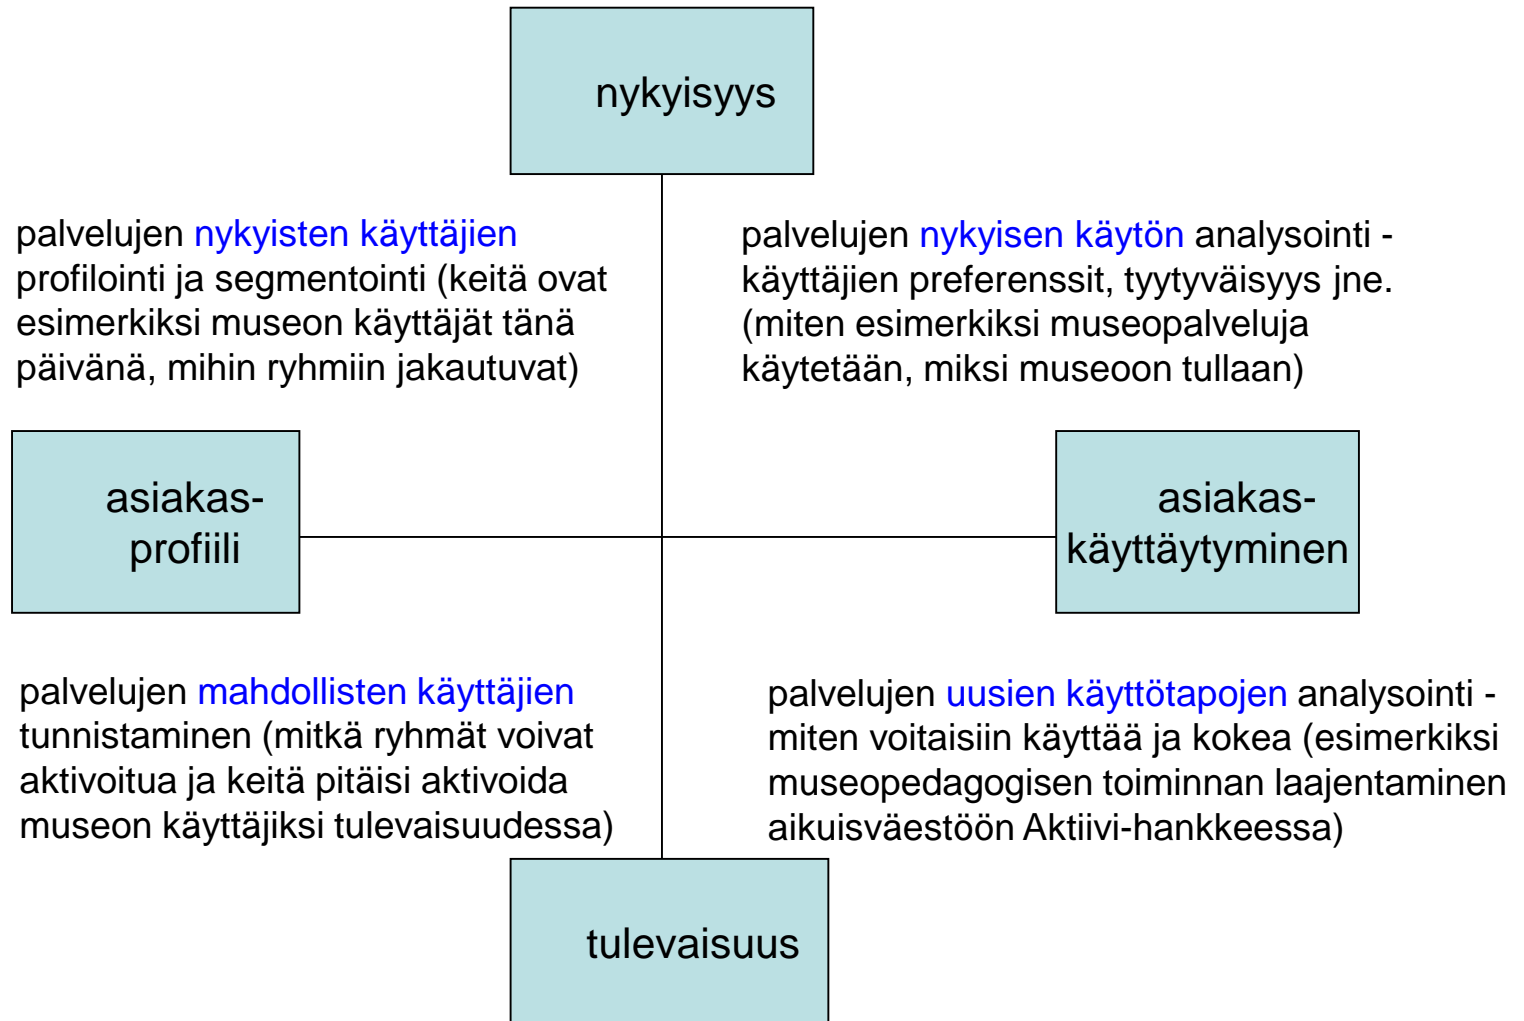 nykyisyys
palvelujen nykyisten käyttäjien
profilointi ja segmentointi (keitä ovat
esimerkiksi museon käyttäjät tänä
päivänä, mihin ryhmiin jakautuvat)
palvelujen nykyisen käytön analysointi -
käyttäjien preferenssit, tyytyväisyys jne.
(miten esimerkiksi museopalveluja
käytetään, miksi museoon tullaan)
asiakas-
profiili
asiakas-
käyttäytyminen
palvelujen mahdollisten käyttäjien
tunnistaminen (mitkä ryhmät voivat
aktivoitua ja keitä pitäisi aktivoida
museon käyttäjiksi tulevaisuudessa)
palvelujen uusien käyttötapojen analysointi -
miten voitaisiin käyttää ja kokea (esimerkiksi
museopedagogisen toiminnan laajentaminen
aikuisväestöön Aktiivi-hankkeessa)
tulevaisuus